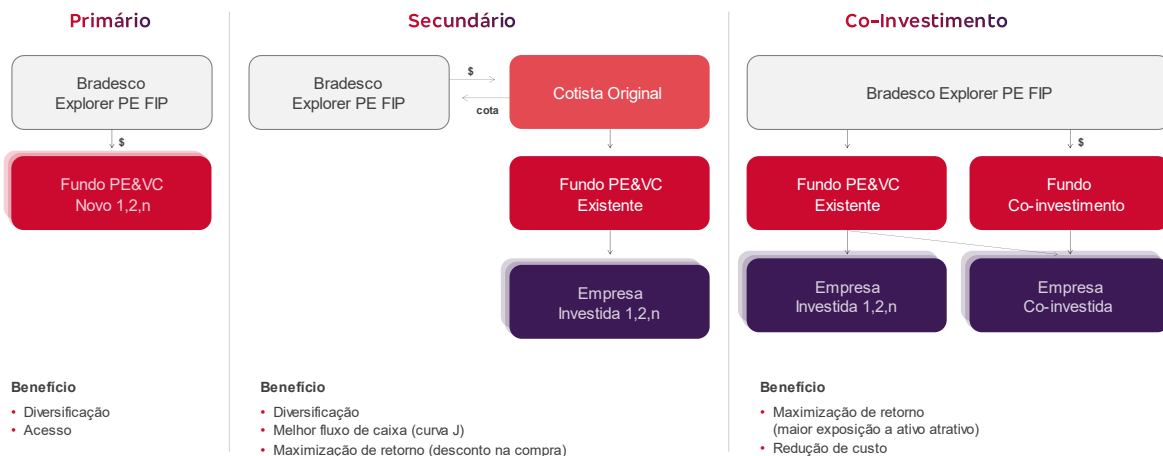 Primário
Bradesco
Explorer PE FIP
$
Fundo PE&VC
Novo 1,2,n
Benefício
• Diversificação
• Acesso
Secundário
Bradesco
Explorer PE FIP
$
cota
Cotista Original
Fundo PE&VC
Existente
Empresa
Investida 1,2,n
Benefício
• Diversificação
• Melhor fluxo de caixa (curva J)
• Maximização de retorno (desconto na compra)
Co-Investimento
Bradesco Explorer PE FIP
$
Fundo PE&VC
Existente
Fundo
Co-investimento
Empresa
Investida 1,2,n
Empresa
Co-investida
Benefício
• Maximização de retorno
(maior exposição a ativo atrativo)
• Redução de custo